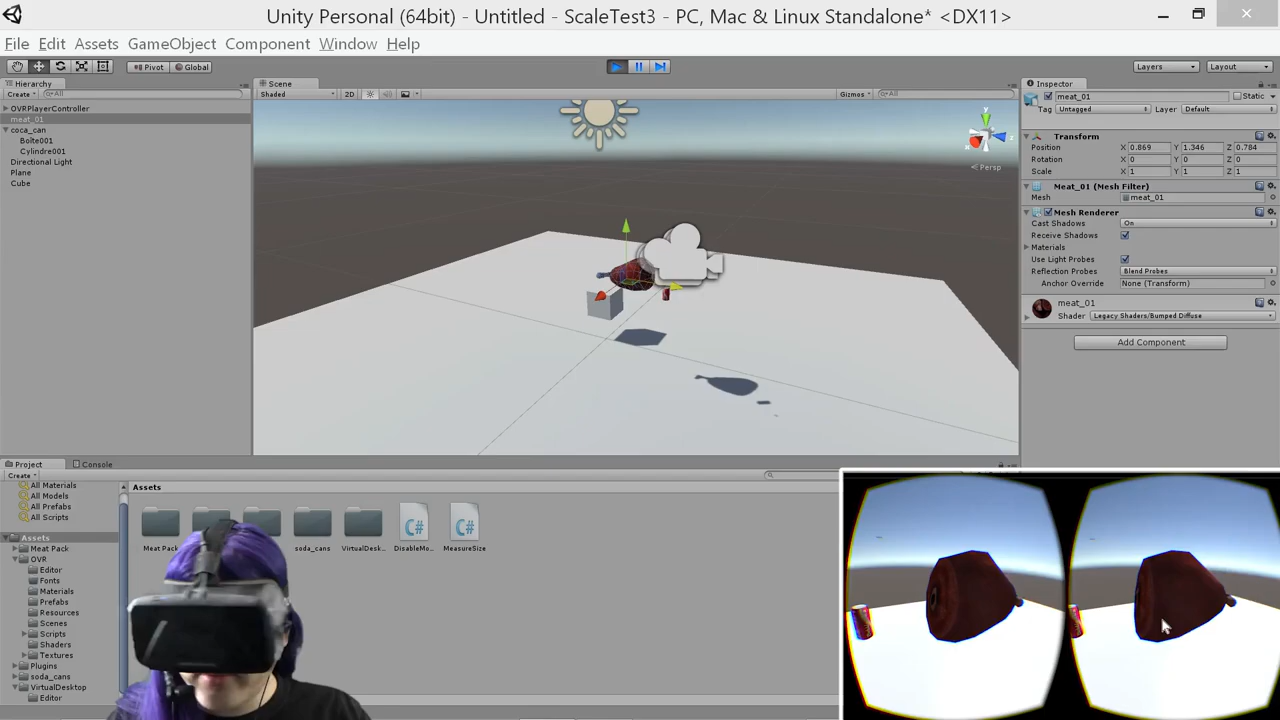 Unity Personal (64bit) - Untitled - ScaleTest3 - PC, Mac & Linux Standalone* <DX11>
File Edit Assets GameObject Component Window Help
Pivot Global Layers Layout
Hierarchy
Create All
OVRPlayerController
meat_01
coca_can
Boîte001
Cylindre001
Directional Light
Plane
Cube
Scene
Shaded 2D Gizmos All
y
x
z
Persp
Inspector
meat_01 Static
Tag Untagged Layer Default
Transform
Position X 0.869 Y 1.346 Z 0.784
Rotation X 0 Y 0 Z 0
Scale X 1 Y 1 Z 1
Meat_01 (Mesh Filter)
Mesh meat_01
Mesh Renderer
Cast Shadows On
Receive Shadows
Materials
Use Light Probes
Reflection Probes Blend Probes
Anchor Override None (Transform)
meat_01
Shader Legacy Shaders/Bumped Diffuse
Add Component
Project Console
Create
All Materials
All Models
All Prefabs
All Scripts
Assets
Meat Pack
OVR
Editor
Fonts
Materials
Prefabs
Resources
Scenes
Scripts
Shaders
Textures
Plugins
soda_cans
VirtualDesktop
Editor
Assets
Meat Pack
soda_cans
VirtualDesk...
DisableMo...
MeasureSize
C#
C#